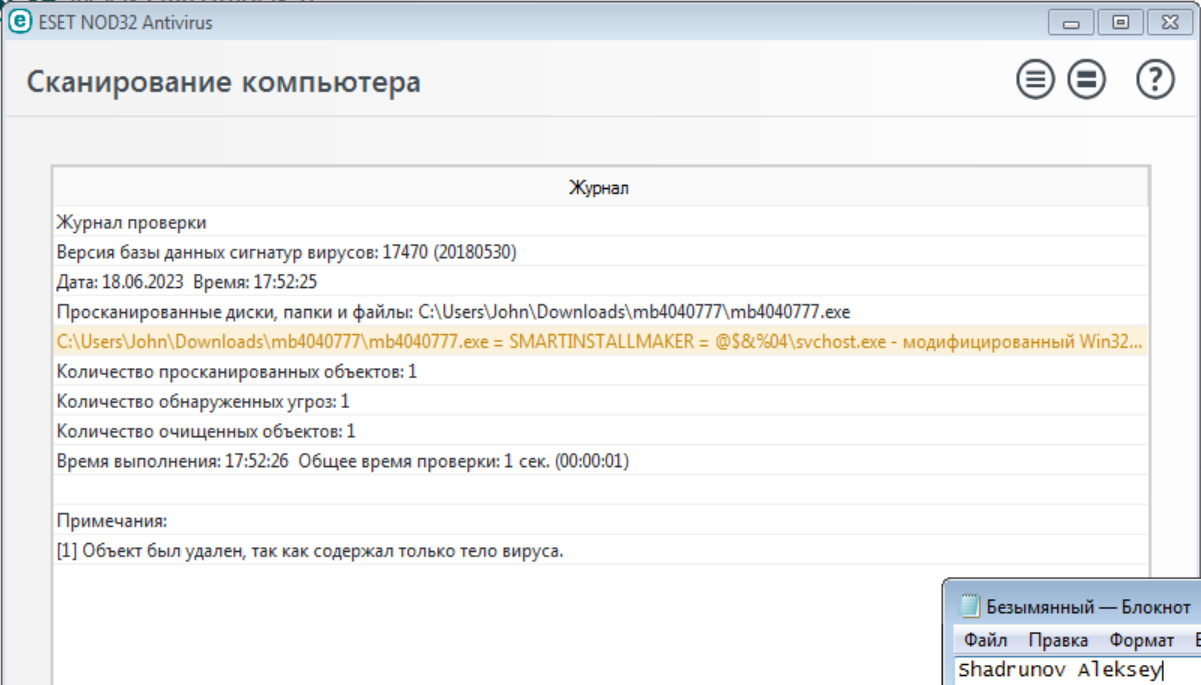 ESET NOD32 Antivirus
Сканирование компьютера
Журнал
Журнал проверки
Версия базы данных сигнатур вирусов: 17470 (20180530)
Дата: 18.06.2023 Время: 17:52:25
Просканированные диски, папки и файлы: C:\Users\John\Downloads\mb4040777\mb4040777.exe
C:\Users\John\Downloads\mb4040777\mb4040777.exe = SMARTINSTALLMAKER = @$&%04\svchost.exe - модифицированный Win32...
Количество просканированных объектов: 1
Количество обнаруженных угроз: 1
Количество очищенных объектов: 1
Время выполнения: 17:52:26 Общее время проверки: 1 сек. (00:00:01)
Примечания:
[1] Объект был удален, так как содержал только тело вируса.
Безымянный — Блокнот
Файл Правка Формат
Shadrunov Aleksey